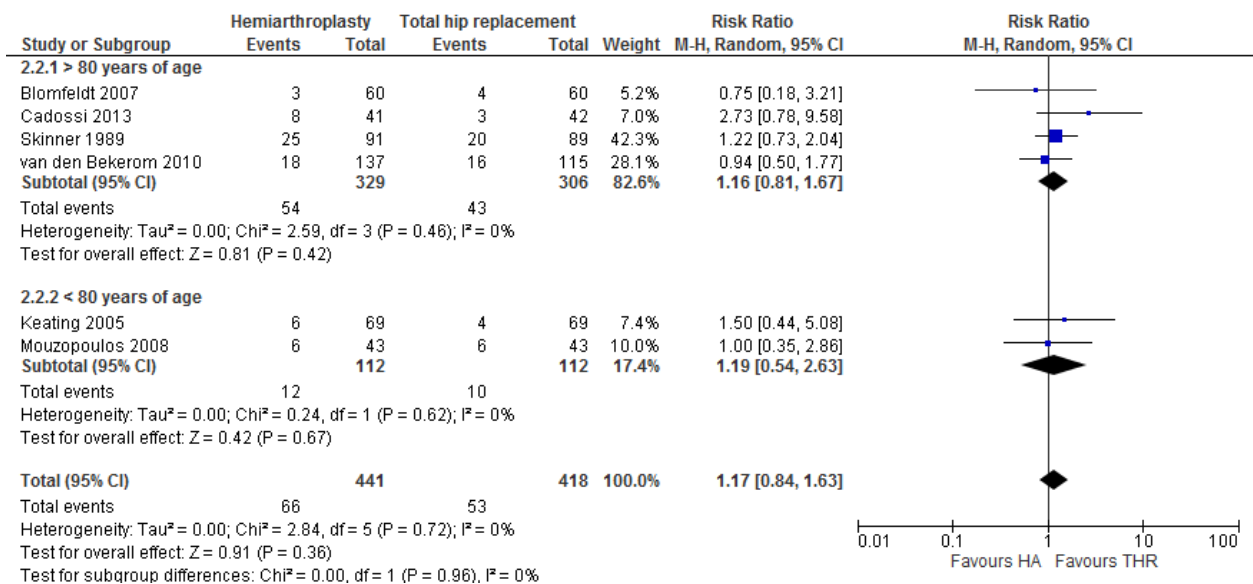 Hemiarthroplasty Total hip replacement Risk Ratio Risk Ratio
Study or Subgroup Events Total Events Total Weight M-H, Random, 95% CI M-H, Random, 95% CI
2.2.1 > 80 years of age
Blomfeldt 2007 3 60 4 60 5.2% 0.75 [0.18, 3.21]
Cadossi 2013 8 41 3 42 7.0% 2.73 [0.78, 9.58]
Skinner 1989 25 91 20 89 42.3% 1.22 [0.73, 2.04]
van den Bekerom 2010 18 137 16 115 28.1% 0.94 [0.50, 1.77]
Subtotal (95% CI) 329 306 82.6% 1.16 [0.81, 1.67]
Total events 54 43
Heterogeneity: Tau² = 0.00; Chi² = 2.59, df = 3 (P = 0.46); I² = 0%
Test for overall effect: Z = 0.81 (P = 0.42)
2.2.2 < 80 years of age
Keating 2005 6 69 4 69 7.4% 1.50 [0.44, 5.08]
Mouzopoulos 2008 6 43 6 43 10.0% 1.00 [0.35, 2.86]
Subtotal (95% CI) 112 112 17.4% 1.19 [0.54, 2.63]
Total events 12 10
Heterogeneity: Tau² = 0.00; Chi² = 0.24, df = 1 (P = 0.62); I² = 0%
Test for overall effect: Z = 0.42 (P = 0.67)
Total (95% CI) 441 418 100.0% 1.17 [0.84, 1.63]
Total events 66 53
Heterogeneity: Tau² = 0.00; Chi² = 2.84, df = 5 (P = 0.72); I² = 0%
Test for overall effect: Z = 0.91 (P = 0.36)
Test for subgroup differences: Chi² = 0.00, df = 1 (P = 0.96), I² = 0%
0.01 0.1 1 10 100
Favours HA Favours THR